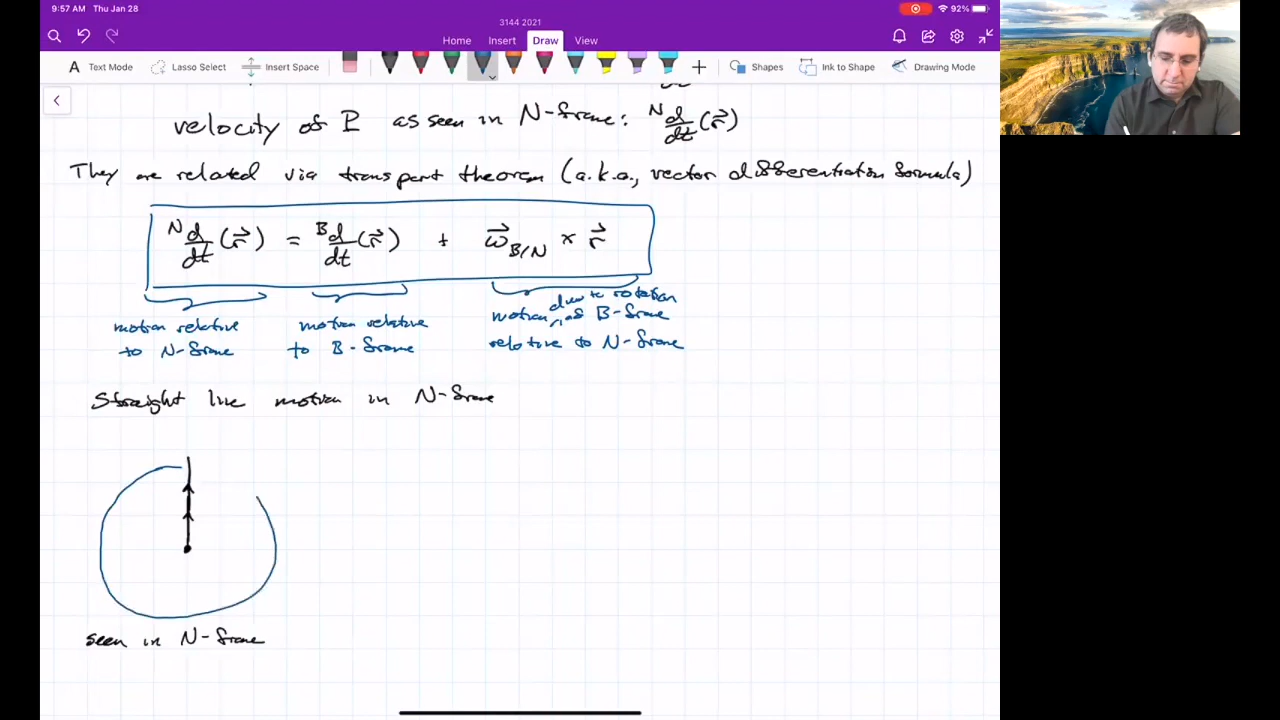 9:57 AM Thu Jan 28
92%
3144 2021
Home Insert Draw View
Text Mode Lasso Select Insert Space Shapes Ink to Shape Drawing Mode
velocity of P as seen in N-frame: ᴺd/dt(r⃗)
They are related via transport theorem (a.k.a., vector differentiation formula)
ᴺd/dt(r⃗) = ᴮd/dt(r⃗) + ω⃗_B/N × r⃗
motion relative to N-frame
motion relative to B-frame
motion due to rotation of B-frame relative to N-frame
Straight line motion in N-frame
seen in N-frame